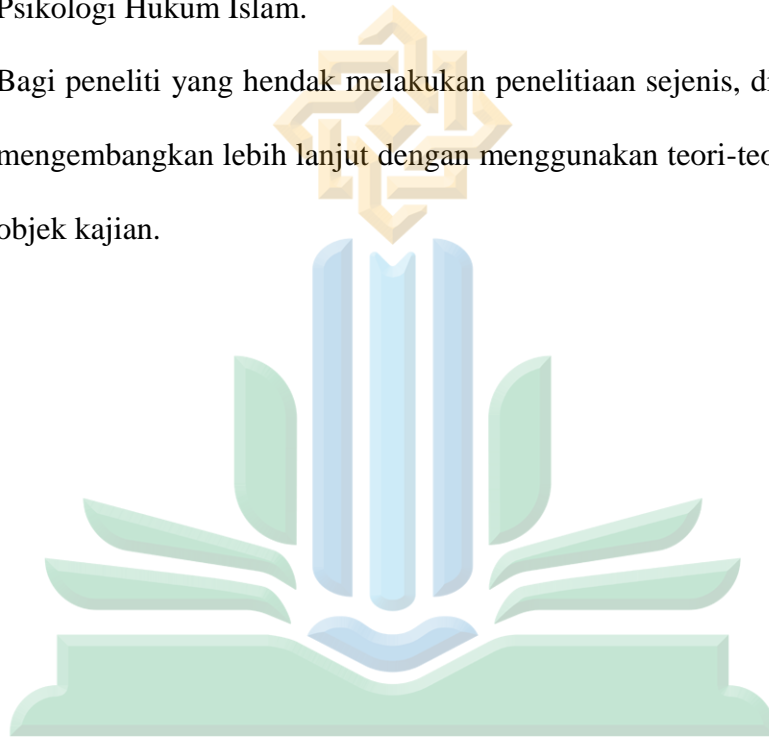 Psikologi Hukum Islam.
Bagi peneliti yang hendak melakukan penelitiaan sejenis,
mengembangkan lebih lanjut dengan menggunakan
objek kajian.